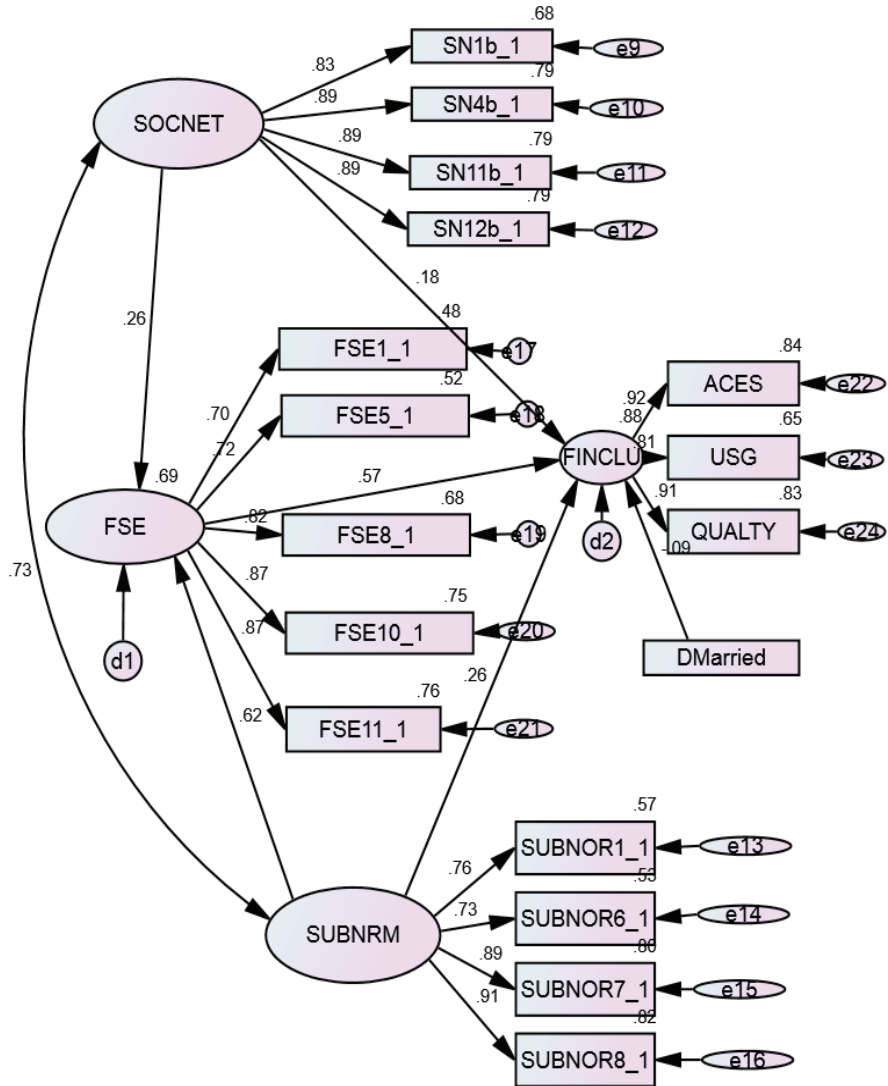 .68
SN1b_1
e9
.83
.79
SN4b_1
e10
.89
SOCNET
.79
SN11b_1
e11
.89
.79
SN12b_1
e12
.89
.18
.48
.26
FSE1_1
e17
.70
.52
FSE5_1
e18
.72
.84
ACES
e22
.92
.88
.65
FINCLU
.81
USG
e23
.69
.57
FSE
.68
FSE8_1
e19
.82
.91
.83
QUALTY
e24
d2
-.09
.73
.87
.75
FSE10_1
e20
.87
d1
DMarried
.26
.62
.76
FSE11_1
e21
.57
SUBNOR1_1
e13
.76
.53
SUBNOR6_1
e14
.73
SUBNRM
.80
SUBNOR7_1
e15
.89
.91
.82
SUBNOR8_1
e16